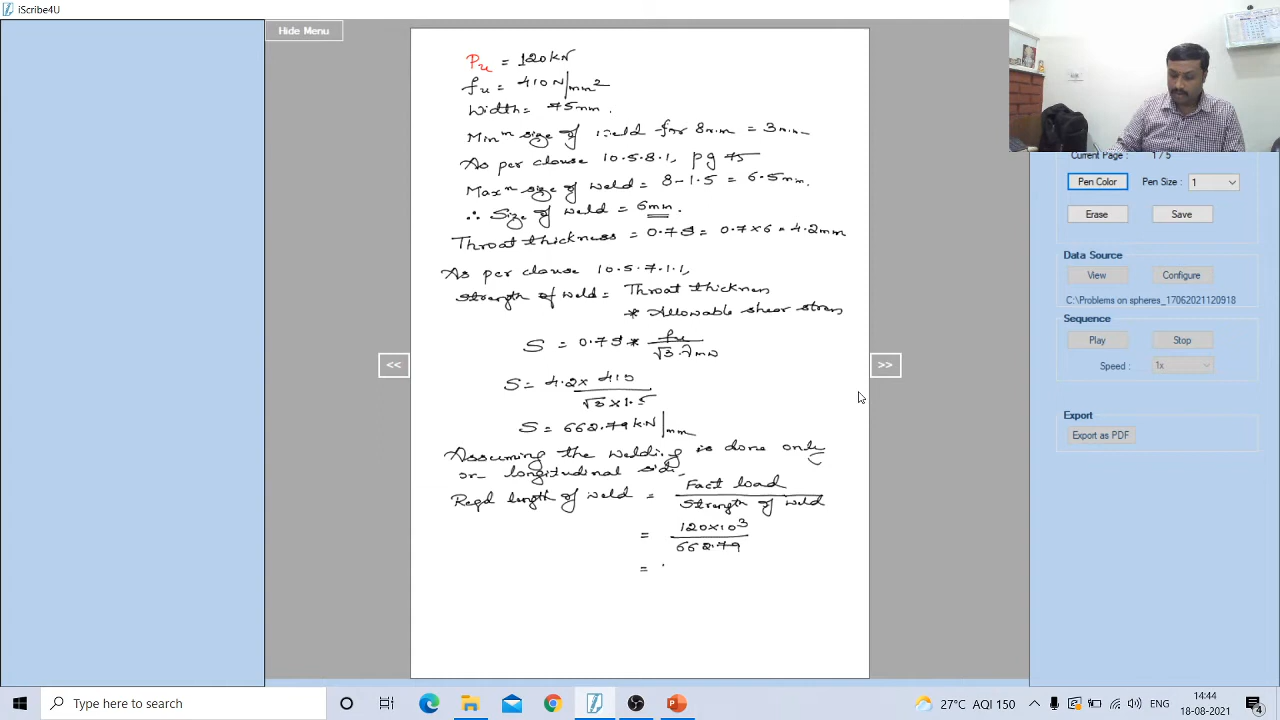 iScribe4U
Hide Menu
Pu = 120 kN
fu = 410 N/mm²
Width = 75mm.
Minm size of weld for 8mm = 3mm
As per clause 10.5.8.1, pg 75
Maxm size of weld = 8-1.5 = 6.5mm.
∴ Size of weld = 6mm.
Throat thickness = 0.7S = 0.7×6 = 4.2mm
As per clause 10.5.7.1.1,
Strength of weld = Throat thickness
* Allowable shear stress
S = 0.7S * fu / √3.γmw
S = 4.2× 410 / √3×1.5
S = 662.79 kN/mm
Assuming the welding is done only
on longitudinal side,
Reqd length of weld = Fact load / Strength of weld
= 120×10³ / 662.79
=
<<
>>
Current Page: 1 / 5
Pen Color
Pen Size: 1
Erase
Save
Data Source
View
Configure
C:\Problems on spheres_17062021120918
Sequence
Play
Stop
Speed : 1x
Export
Export as PDF
Type here to search
27°C AQI 150
ENG
14:44
18-08-2021
4